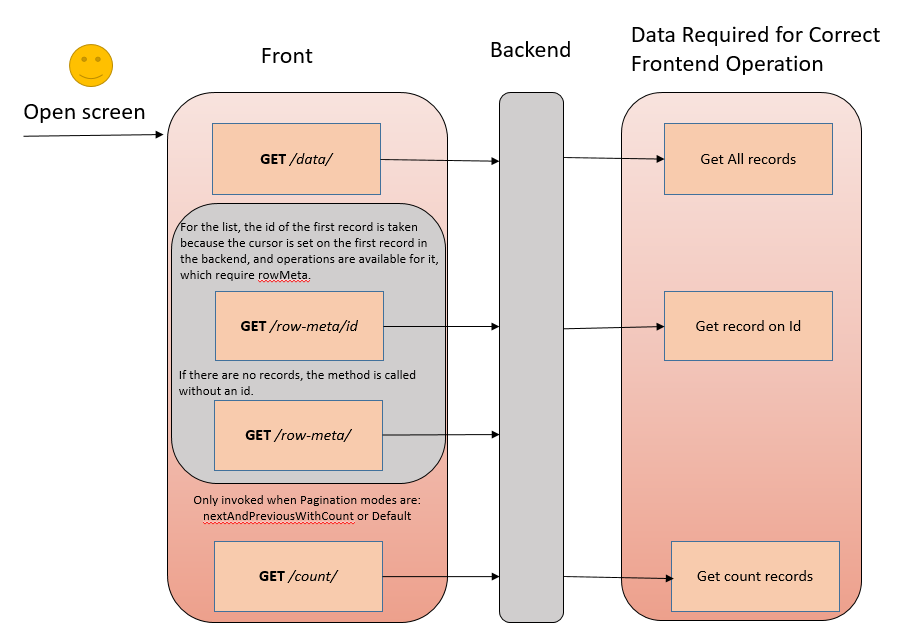 Open screen
Front
Backend
Data Required for Correct
Frontend Operation
GET /data/
Get All records
For the list, the id of the first record is taken
because the cursor is set on the first record in
the backend, and operations are available for it,
which require rowMeta.
GET /row-meta/id
Get record on Id
If there are no records, the method is called
without an id.
GET /row-meta/
Only invoked when Pagination modes are:
nextAndPreviousWithCount or Default
GET /count/
Get count records